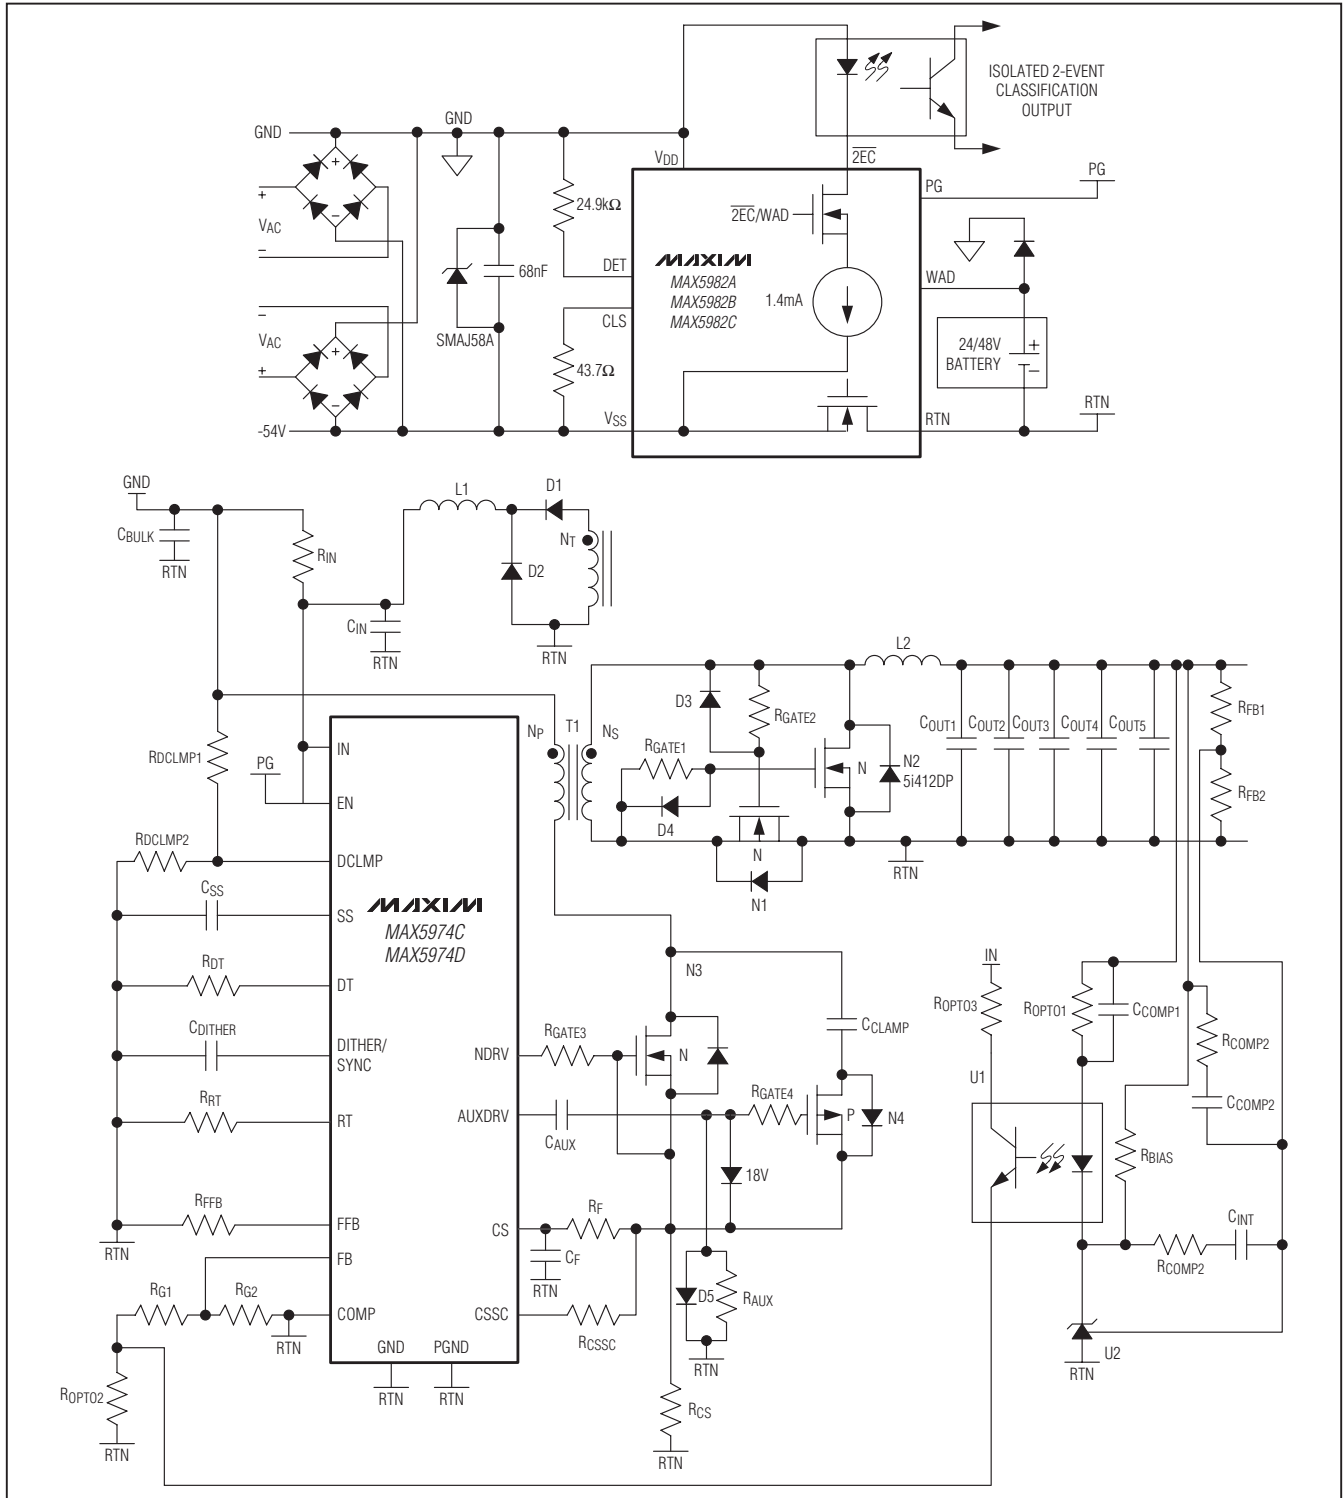 ISOLATED 2-EVENT
CLASSIFICATION
OUTPUT
GND
GND
VDD
2EC
PG
PG
+
VAC
−
+
−
24.9kΩ
2EC/WAD
MAXIM
MAX5982A
MAX5982B
MAX5982C
DET
68nF
1.4mA
WAD
CLS
SMAJ58A
−
VAC
+
+
−
43.7Ω
24/48V
BATTERY
+
−
-54V
VSS
RTN
RTN
GND
L1
D1
CBULK
RTN
RIN
NT
D2
CIN
RTN
RTN
L2
D3
RGATE2
NP
T1
NS
COUT1
COUT2
COUT3
COUT4
COUT5
RFB1
RDCLMP1
IN
PG
RGATE1
N
N2
5i412DP
EN
D4
RFB2
RDCLMP2
DCLMP
N
RTN
N1
CSS
SS
MAXIM
MAX5974C
MAX5974D
RDT
DT
N3
IN
ROPTO3
ROPTO1
CCOMP1
CDITHER
DITHER/
SYNC
NDRV
RGATE3
N
CCLAMP
RCOMP2
U1
RRT
RT
AUXDRV
CAUX
RGATE4
P
N4
CCOMP2
18V
RBIAS
RFFB
FFB
CS
RF
CF
RTN
CINT
RCOMP2
RTN
FB
RG1
RG2
COMP
RTN
CSSC
RCSSC
D5
RAUX
RTN
U2
RTN
GND
PGND
RTN
RTN
ROPTO2
RTN
RCS
RTN